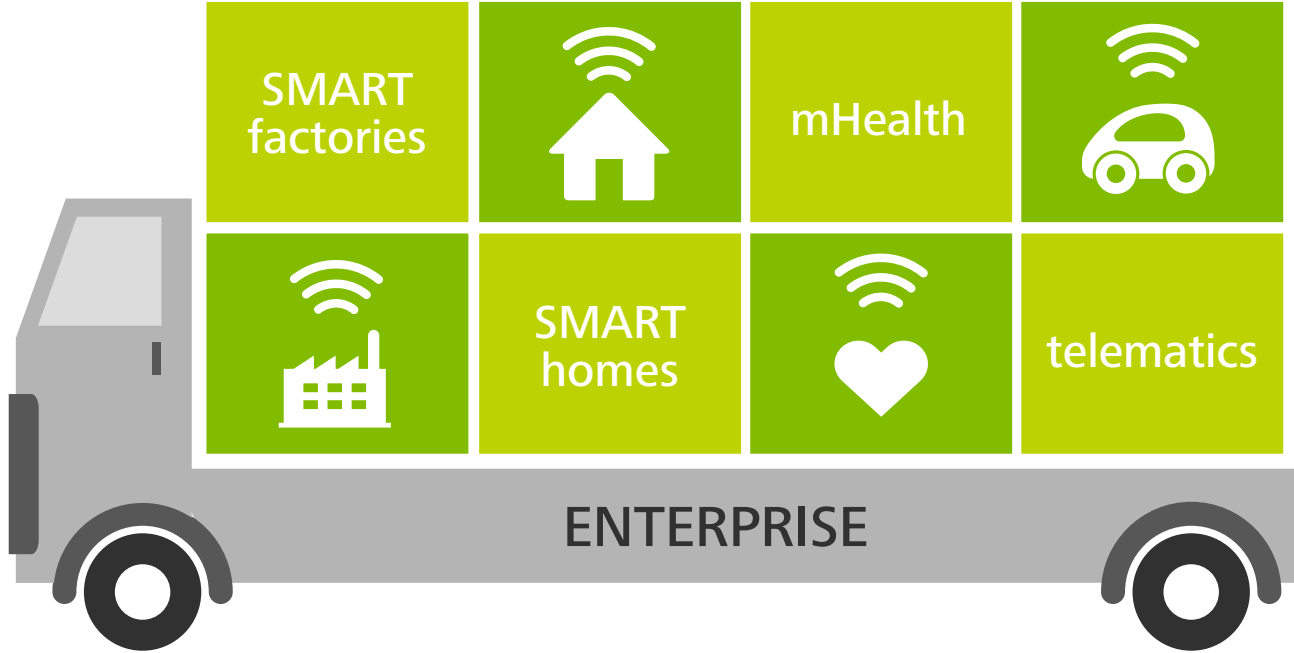 SMART
factories
mHealth
SMART
homes
telematics
ENTERPRISE